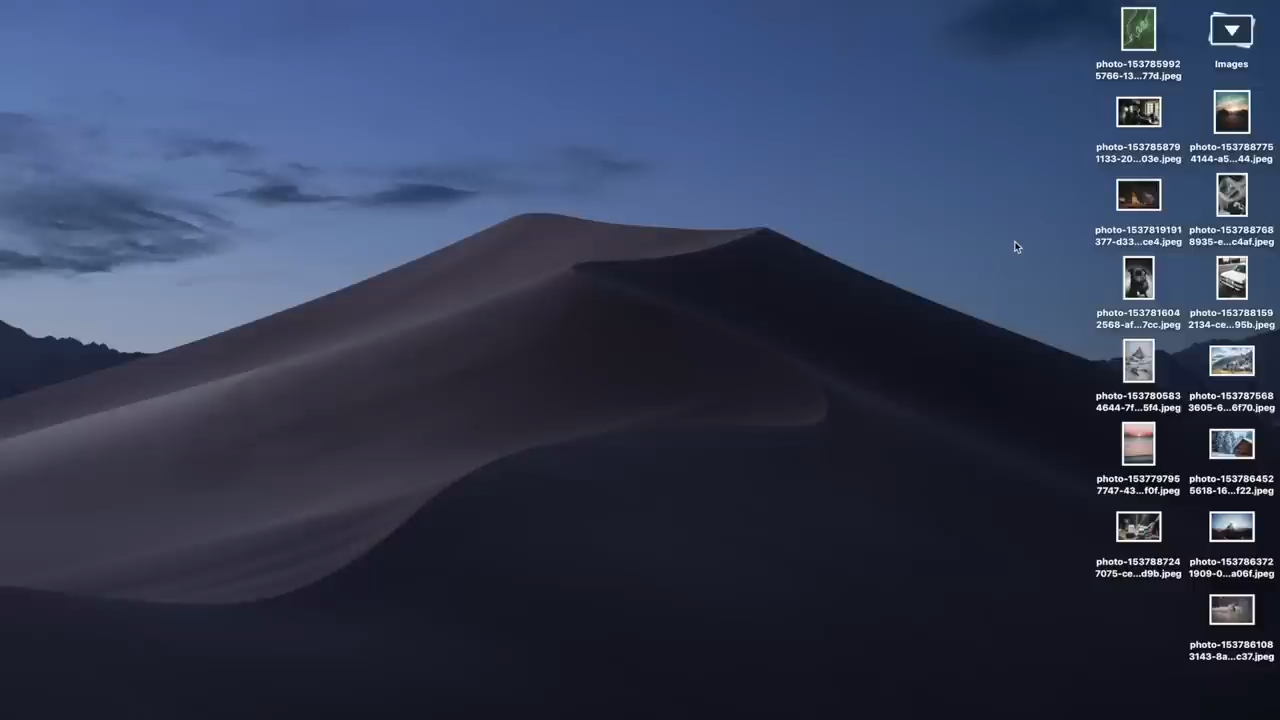 photo-153785992
5766-13...77d.jpeg
Images
photo-153785879
1133-20...03e.jpeg
photo-153788775
4144-a5...44.jpeg
photo-1537819191
377-d33...ce4.jpeg
photo-153788768
8935-e...c4af.jpeg
photo-153781604
2568-af...7cc.jpeg
photo-153788159
2134-ce...95b.jpeg
photo-153780583
4644-7f...5f4.jpeg
photo-153787568
3605-6...6f70.jpeg
photo-153779795
7747-43...f0f.jpeg
photo-153786452
5618-16...f22.jpeg
photo-153788724
7075-ce...d9b.jpeg
photo-153786372
1909-0...a06f.jpeg
photo-153786108
3143-8a...c37.jpeg